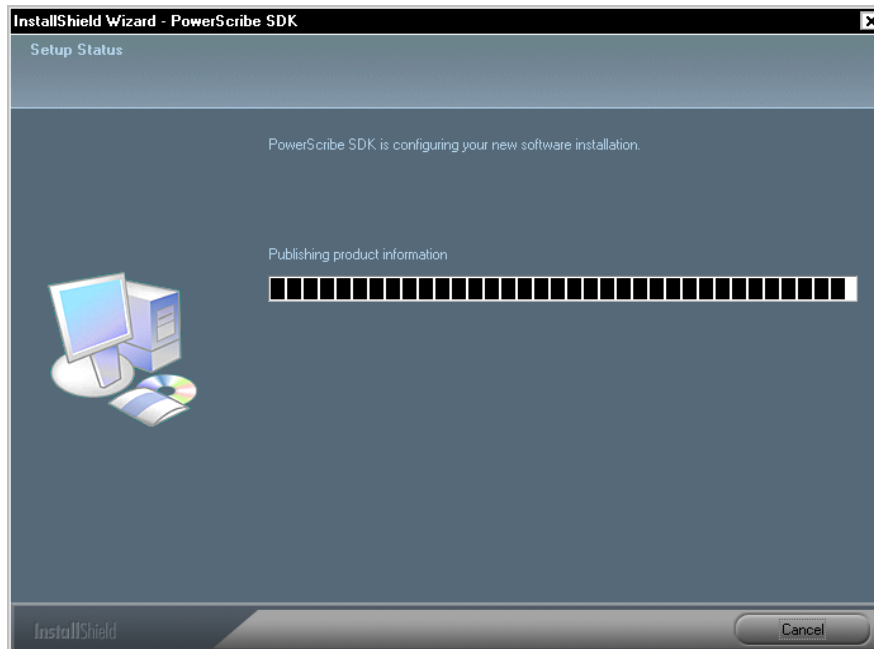 InstallShield Wizard - PowerScribe SDK
Setup Status
PowerScribe SDK is configuring your new software installation.
Publishing product information
InstallShield
Cancel